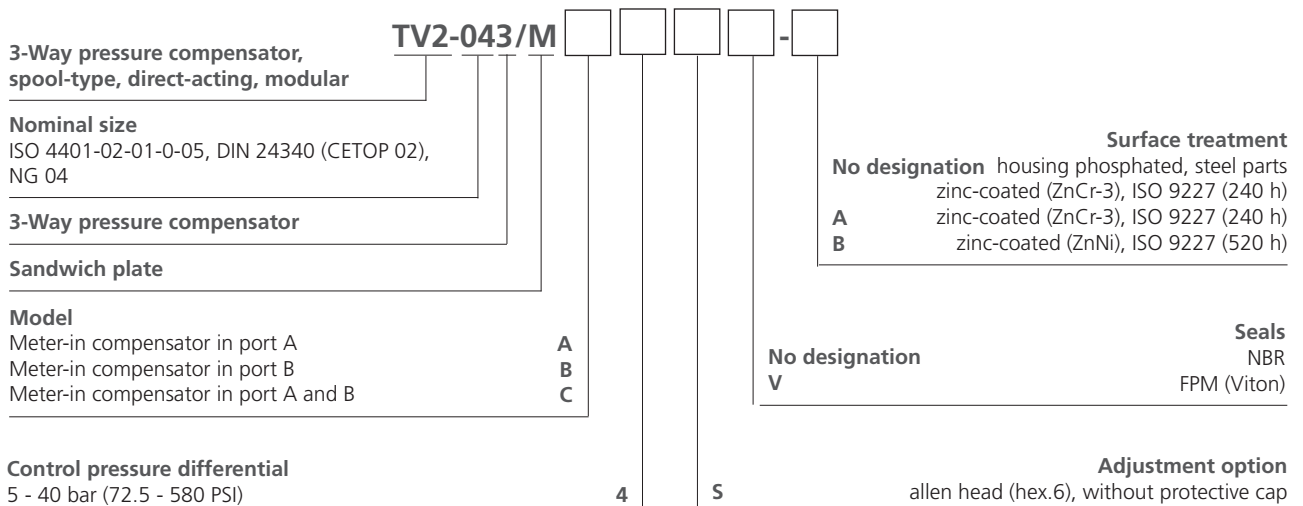 TV2-043/M -
3-Way pressure compensator,
spool-type, direct-acting, modular
Nominal size
ISO 4401-02-01-0-05, DIN 24340 (CETOP 02),
NG 04
3-Way pressure compensator
Sandwich plate
Model
Meter-in compensator in port A A
Meter-in compensator in port B B
Meter-in compensator in port A and B C
Control pressure differential
5 - 40 bar (72.5 - 580 PSI) 4
Surface treatment
No designation housing phosphated, steel parts
zinc-coated (ZnCr-3), ISO 9227 (240 h)
A zinc-coated (ZnCr-3), ISO 9227 (240 h)
B zinc-coated (ZnNi), ISO 9227 (520 h)
Seals
No designation NBR
V FPM (Viton)
Adjustment option
S allen head (hex.6), without protective cap